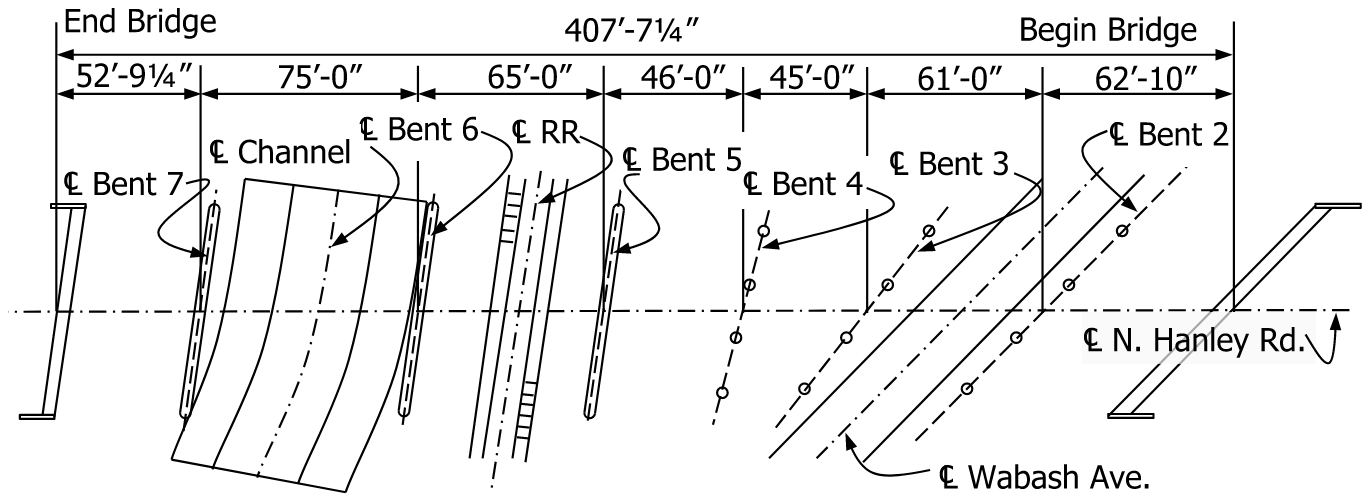 End Bridge
407′-7¼″
Begin Bridge
52′-9¼″
75′-0″
65′-0″
46′-0″
45′-0″
61′-0″
62′-10″
℄ Bent 6
℄ RR
℄ Bent 2
℄ Channel
℄ Bent 5
℄ Bent 3
℄ Bent 7
℄ Bent 4
℄ N. Hanley Rd.
℄ Wabash Ave.